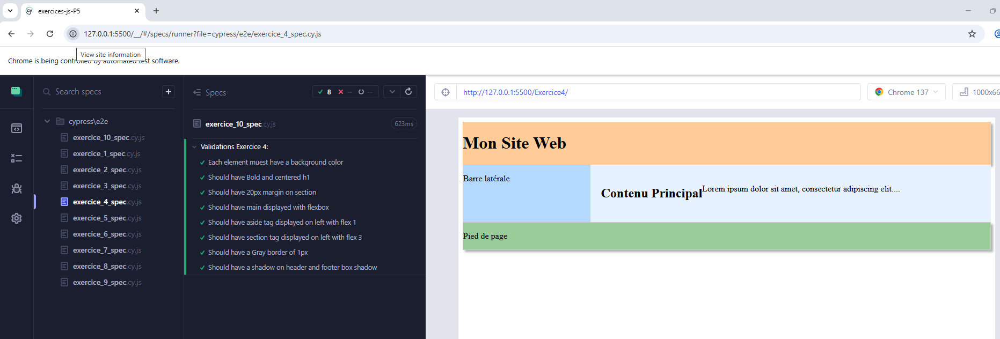 exercices-js-P5
127.0.0.1:5500/__/#/specs/runner?file=cypress/e2e/exercice_4_spec.cy.js
View site information
Chrome is being controlled by automated test software.
Search specs
+
cypress\e2e
exercice_10_spec.cy.js
exercice_1_spec.cy.js
exercice_2_spec.cy.js
exercice_3_spec.cy.js
exercice_4_spec.cy.js
exercice_5_spec.cy.js
exercice_6_spec.cy.js
exercice_7_spec.cy.js
exercice_8_spec.cy.js
exercice_9_spec.cy.js
Specs
8 -- --
exercice_10_spec.cy.js 623ms
Validations Exercice 4:
Each element muest have a background color
Should have Bold and centered h1
Should have 20px margin on section
Should have main displayed with flexbox
Should have aside tag displayed on left with flex 1
Should have section tag displayed on left with flex 3
Should have a Gray border of 1px
Should have a shadow on header and footer box shadow
http://127.0.0.1:5500/Exercice4/
Chrome 137
1000x66
Mon Site Web
Barre latérale
Contenu Principal
Lorem ipsum dolor sit amet, consectetur adipiscing elit....
Pied de page